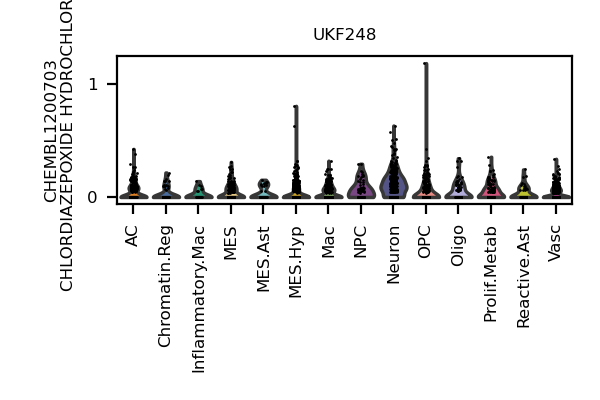 UKF248
CHEMBL1200703
CHLORDIAZEPOXIDE HYDROCHLOR
1
0
AC
Chromatin.Reg
Inflammatory.Mac
MES
MES.Ast
MES.Hyp
Mac
NPC
Neuron
OPC
Oligo
Prolif.Metab
Reactive.Ast
Vasc